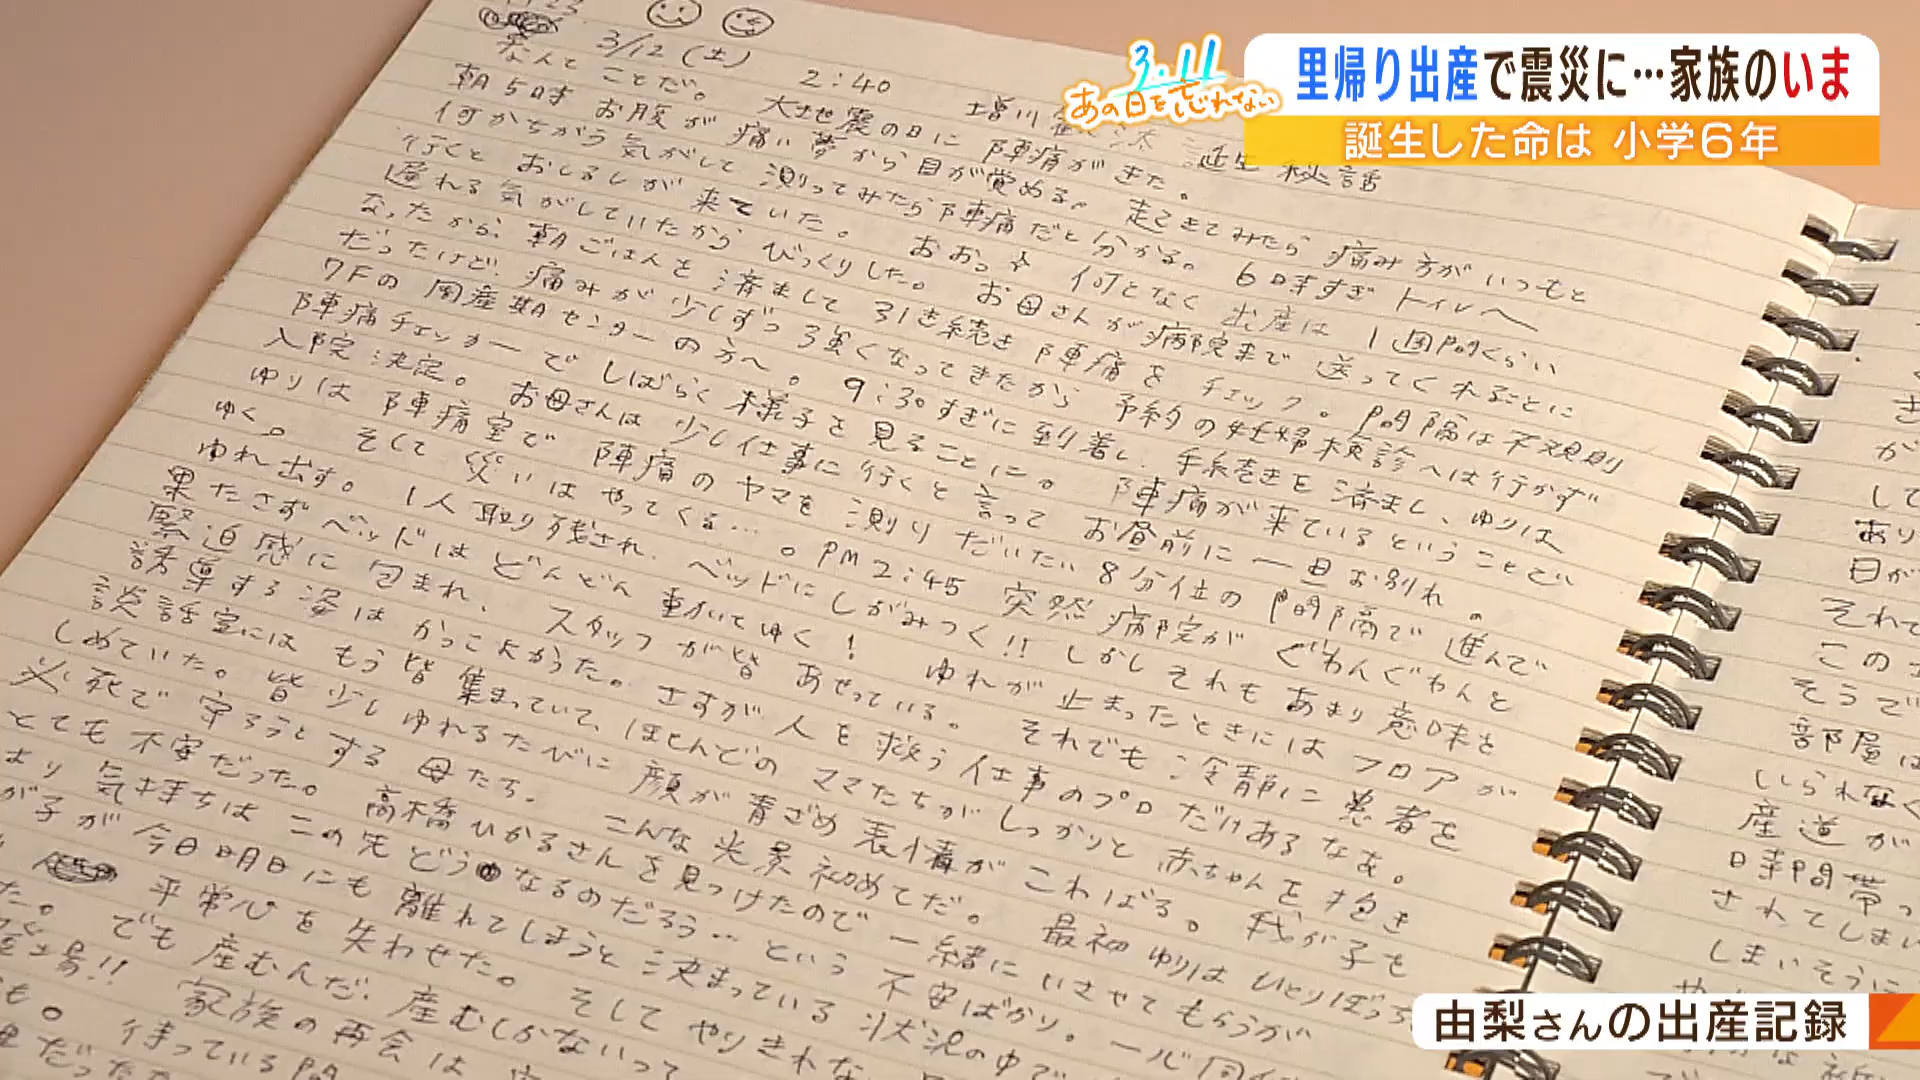 3.11
あの日を忘れない
里帰り出産で震災に…家族のいま
誕生した命は 小学6年
3/12(土) 2:40
なんてことだ。 大地震の日に 陣痛がきた。
朝5時 お腹が 痛い夢から目が覚める。 起きてみたら 痛み方がいつもと
何かちがう気がして 測ってみたら陣痛だと分かる。 6時すぎ トイレへ
行くと おしるしが 来ていた。 おおっ 何となく 出産は 1週間くらい
遅れる気がしていたから びっくりした。 お母さんが病院まで 送ってくれることに
なったから、朝ごはんを 済まして 引き続き 陣痛を チェック。 間隔は不規則
だったけど、痛みが 少しずつ 強くなってきたから 予約の妊婦検診へは行かず
7Fの 周産期センターの方へ。 9:30すぎに到着し、手続きを済まし、ゆりは
陣痛チェッカーで しばらく 様子を見ることに。 陣痛が来ているということで
入院決定。 お母さんは 少し仕事に行くと 言って お昼前に一旦お別れ。
ゆりは 陣痛室で 陣痛の ヤマを 測り だいたい 8分位の 間隔で 進んで
ゆく。 そして 災いは やってくる…。 PM2:45 突然 病院が ぐわんぐわんと
ゆれ出す。 1人取り残され、ベッドにしがみつく!! しかしそれもあまり意味を
果たさず ベッドは どんどん 動いてゆく! ゆれが 止まったときには フロアが
緊迫感に 包まれ、 スタッフが皆 あせっている。 それでも 冷静に 患者を
誘導する姿は かっこよかった。 さすが 人を 救う 仕事のプロ だけあるなぁ。
談話室には もう皆 集まっていて、ほとんどの ママたちが しっかりと 赤ちゃんを 抱き
しめていた。 皆 少し ゆれるたびに 顔が 青ざめ 表情が こわばる。 我が子を
必死で 守ろうとする 母たち。 こんな 光景 初めてだ。 最初 ゆりは ひとりぼっち
とても 不安だった。 高橋ひかるさんを 見つけたので 一緒に いさせて もらうが
より 気持ちは この先 どうなるのだろう… という 不安ばかり。
が子が 今日明日にも 離れてしまうと 決まっている 状況の中で
平常心を 失わせた。 そして やりきれな
でも 産むんだ。 産むしかないって
家族の再会は
待っている間
由梨さんの出産記録